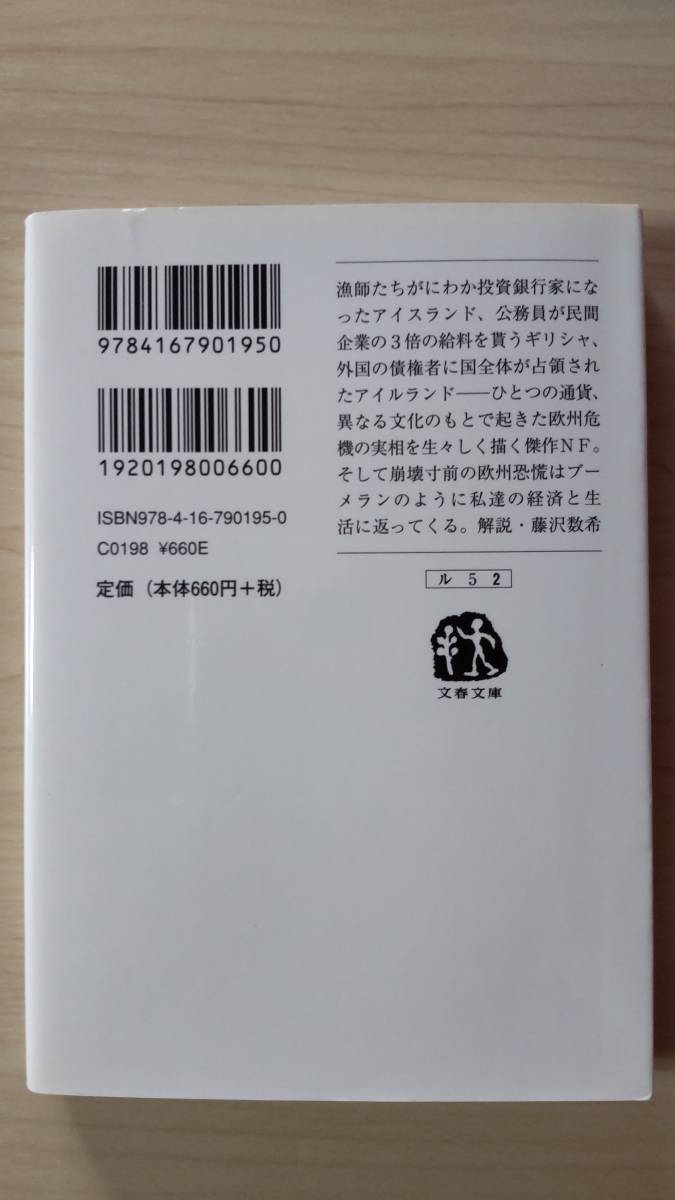 9784167901950
1920198006600
ISBN978-4-16-790195-0
C0198 ¥660E
定価（本体660円＋税）
漁師たちがにわか投資銀行家にな
ったアイスランド、公務員が民間
企業の３倍の給料を貰うギリシャ、
外国の債権者に国全体が占領され
たアイルランド――ひとつの通貨、
異なる文化のもとで起きた欧州危
機の実相を生々しく描く傑作ＮＦ。
そして崩壊寸前の欧州恐慌はブー
メランのように私達の経済と生
活に返ってくる。解説・藤沢数希
ル 5 2
文春文庫